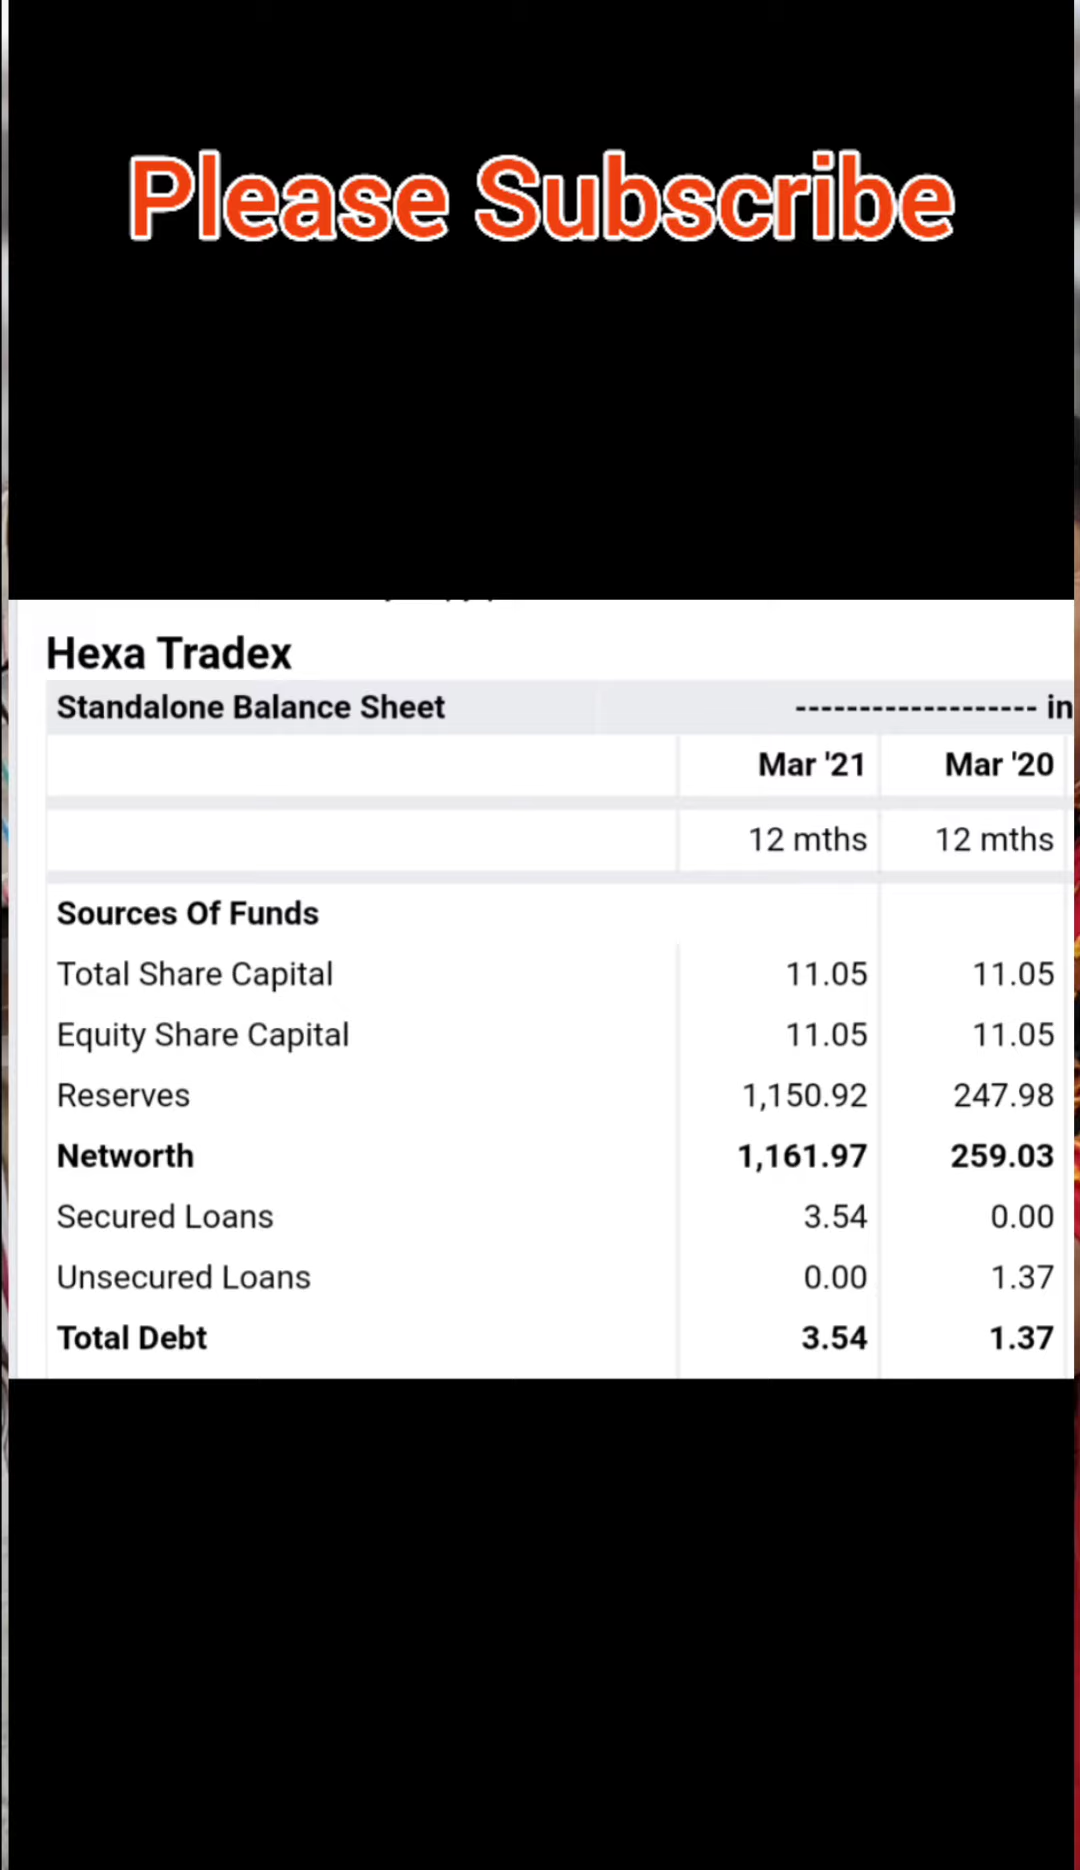 Please Subscribe
Hexa Tradex
Standalone Balance Sheet ------------------- in
Mar '21 Mar '20
12 mths 12 mths
Sources Of Funds
Total Share Capital 11.05 11.05
Equity Share Capital 11.05 11.05
Reserves 1,150.92 247.98
Networth 1,161.97 259.03
Secured Loans 3.54 0.00
Unsecured Loans 0.00 1.37
Total Debt 3.54 1.37